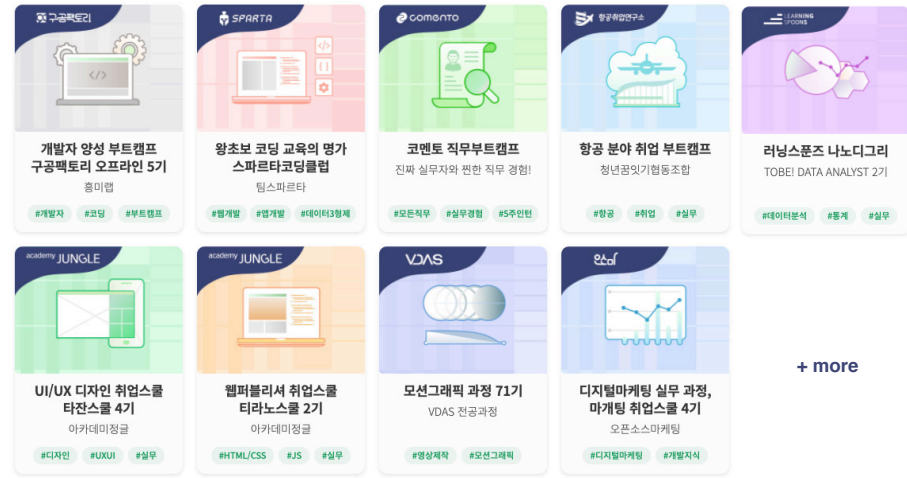 구공팩토리
개발자 양성 부트캠프
구공팩토리 오프라인 5기
흥미랩
#개발자 #코딩 #부트캠프
SPARTA
왕초보 코딩 교육의 명가
스파르타코딩클럽
팀스파르타
#웹개발 #앱개발 #데이터3형제
comento
코멘토 직무부트캠프
진짜 실무자와 찐한 직무 경험!
#모든직무 #실무경험 #5주인턴
항공취업연구소
항공 분야 취업 부트캠프
청년꿈잇기협동조합
#항공 #취업 #실무
LEARNING
SPOONS
러닝스푼즈 나노디그리
TOBE! DATA ANALYST 2기
#데이터분석 #통계 #실무
academy JUNGLE
UI/UX 디자인 취업스쿨
타잔스쿨 4기
아카데미정글
#디자인 #UXUI #실무
academy JUNGLE
웹퍼블리셔 취업스쿨
티라노스쿨 2기
아카데미정글
#HTML/CSS #JS #실무
VDAS
모션그래픽 과정 71기
VDAS 전공과정
#영상제작 #모션그래픽
디지털마케팅 실무 과정,
마개팅 취업스쿨 4기
오픈소스마케팅
#디지털마케팅 #개발지식
+ more